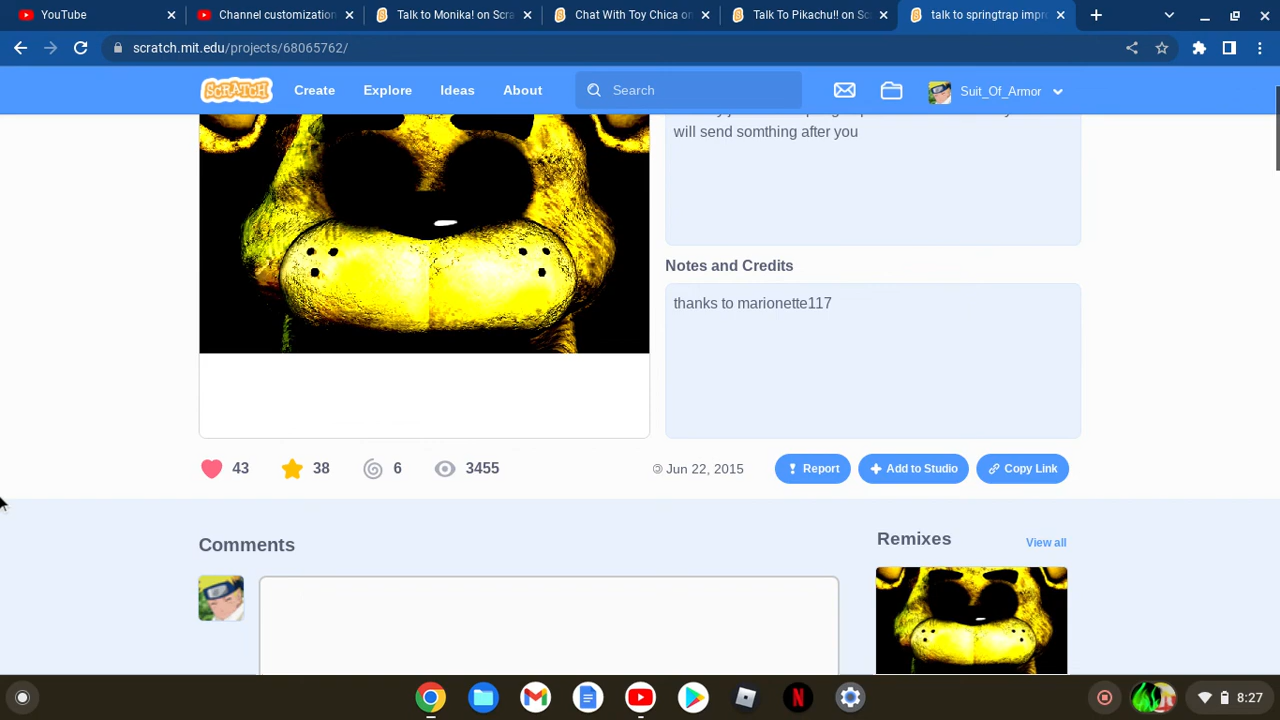 YouTube
Channel customization
Talk to Monika! on Scra
Chat With Toy Chica on
Talk To Pikachu!! on Sc
talk to springtrap impro
scratch.mit.edu/projects/68065762/
SCRATCH
Create
Explore
Ideas
About
Search
Suit_Of_Armor
will send somthing after you
Notes and Credits
thanks to marionette117
43
38
6
3455
Jun 22, 2015
Report
Add to Studio
Copy Link
Comments
Remixes
View all
8:27